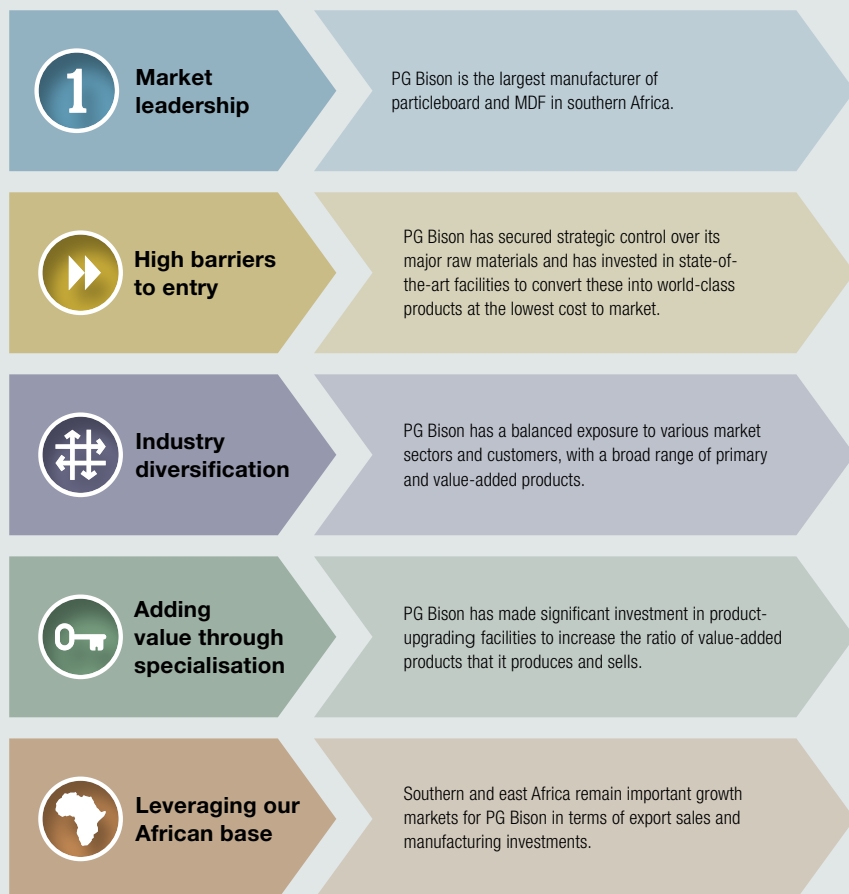 1
Market
leadership
PG Bison is the largest manufacturer of
particleboard and MDF in southern Africa.
High barriers
to entry
PG Bison has secured strategic control over its
major raw materials and has invested in state-of-
the-art facilities to convert these into world-class
products at the lowest cost to market.
Industry
diversification
PG Bison has a balanced exposure to various market
sectors and customers, with a broad range of primary
and value-added products.
Adding
value through
specialisation
PG Bison has made significant investment in product-
upgrading facilities to increase the ratio of value-added
products that it produces and sells.
Leveraging our
African base
Southern and east Africa remain important growth
markets for PG Bison in terms of export sales and
manufacturing investments.